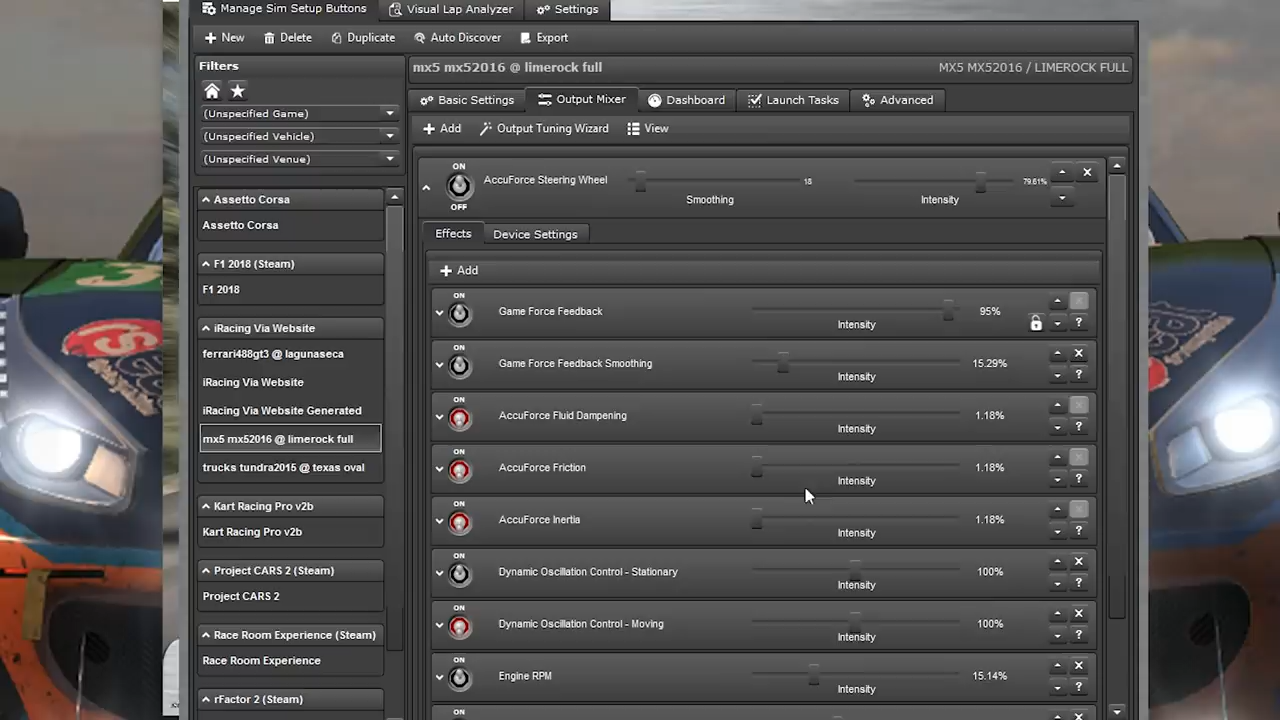 Manage Sim Setup Buttons Visual Lap Analyzer Settings
New Delete Duplicate Auto Discover Export
Filters
mx5 mx52016 @ limerock full MX5 MX52016 / LIMEROCK FULL
(Unspecified Game)
(Unspecified Vehicle)
(Unspecified Venue)
Basic Settings Output Mixer Dashboard Launch Tasks Advanced
Add Output Tuning Wizard View
Assetto Corsa
Assetto Corsa
F1 2018 (Steam)
F1 2018
iRacing Via Website
ferrari488gt3 @ lagunaseca
iRacing Via Website
iRacing Via Website Generated
mx5 mx52016 @ limerock full
trucks tundra2015 @ texas oval
Kart Racing Pro v2b
Kart Racing Pro v2b
Project CARS 2 (Steam)
Project CARS 2
Race Room Experience (Steam)
Race Room Experience
rFactor 2 (Steam)
ON
AccuForce Steering Wheel 18 79.61%
Smoothing Intensity
OFF
Effects Device Settings
Add
ON
Game Force Feedback 95%
Intensity ?
ON
Game Force Feedback Smoothing 15.29%
Intensity ?
ON
AccuForce Fluid Dampening 1.18%
Intensity ?
ON
AccuForce Friction 1.18%
Intensity ?
ON
AccuForce Inertia 1.18%
Intensity ?
ON
Dynamic Oscillation Control - Stationary 100%
Intensity ?
ON
Dynamic Oscillation Control - Moving 100%
Intensity ?
ON
Engine RPM 15.14%
Intensity ?
ON